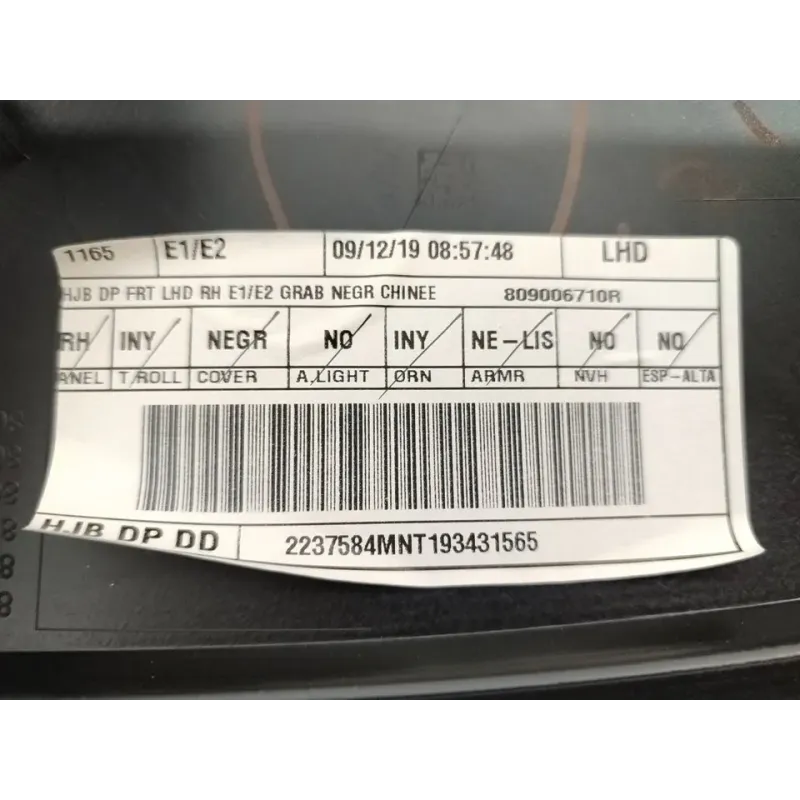 1165 E1/E2 09/12/19 08:57:48 LHD
HJB DP FRT LHD RH E1/E2 GRAB NEGR CHINEE 809006710R
RH INY NEGR NO INY NE-LIS NO NO
ANEL T/ROLL COVER A,LIGHT ORN ARMR NVH ESP-ALTA
HJB DP DD 2237584MNT193431565